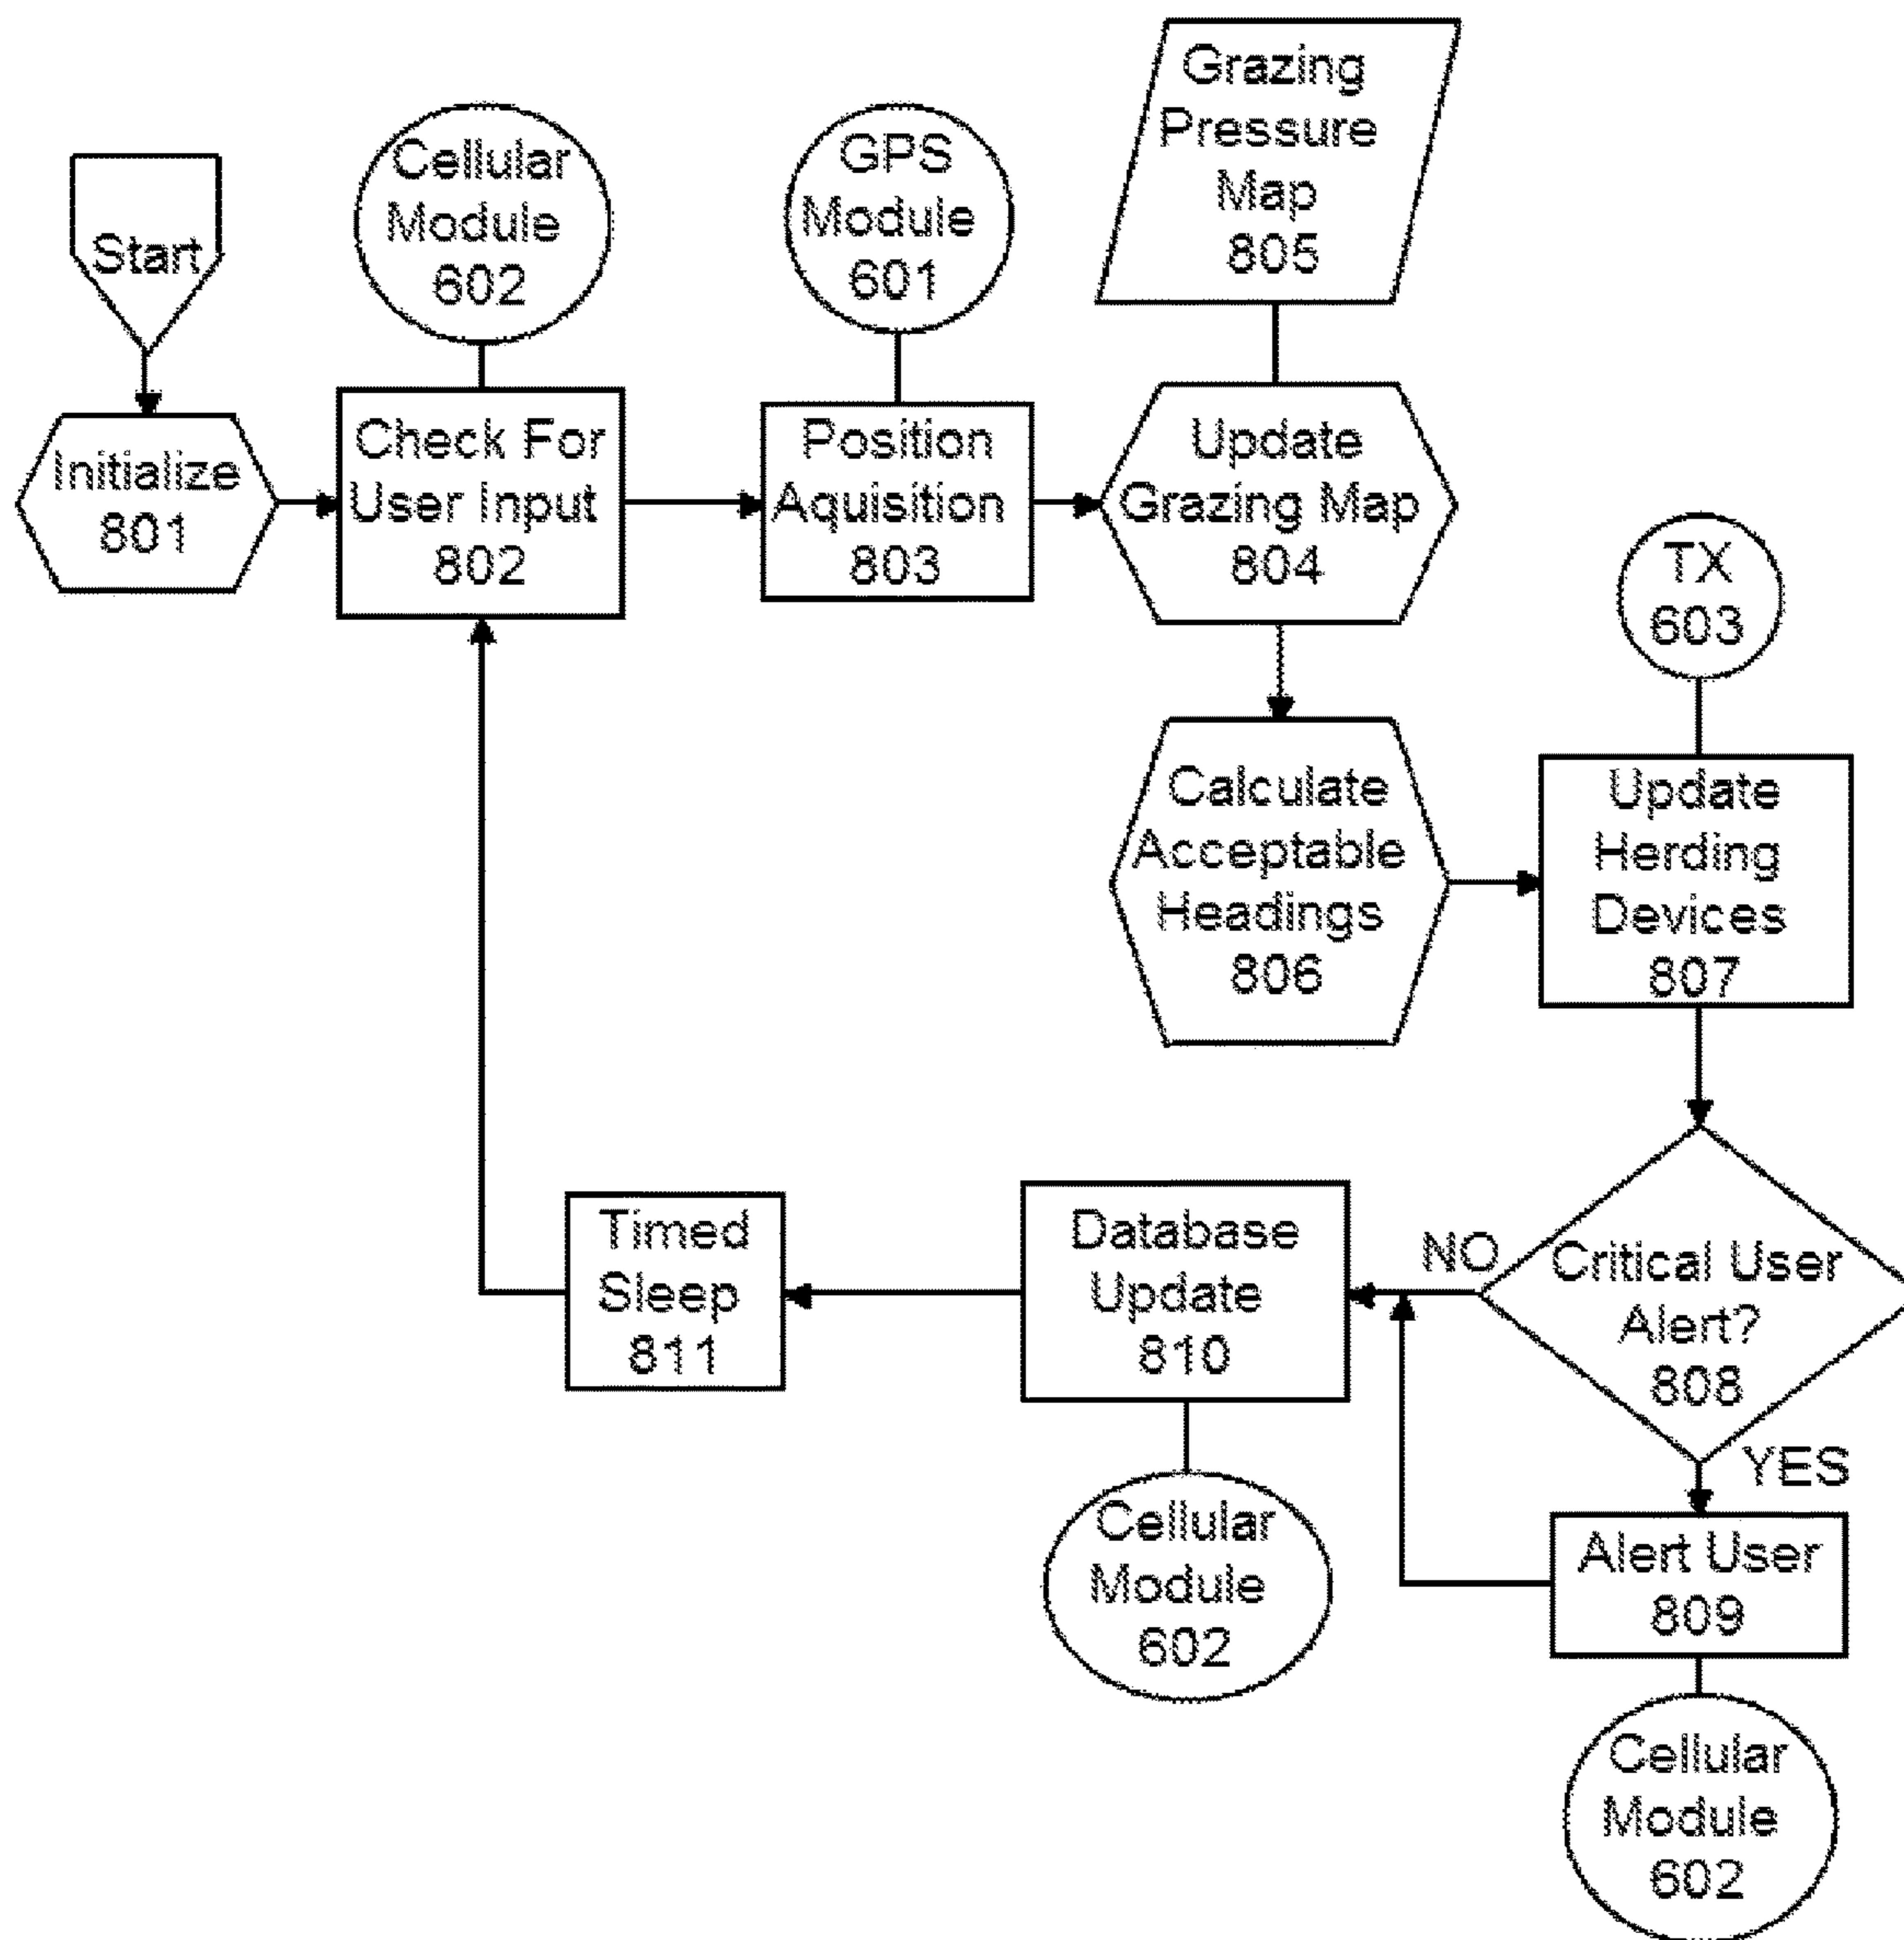 Start
Initialize
801
Cellular
Module
602
Check For
User Input
802
GPS
Module
601
Position
Aquisition
803
Grazing
Pressure
Map
805
Update
Grazing Map
804
Calculate
Acceptable
Headings
806
TX
603
Update
Herding
Devices
807
Critical User
Alert?
808
NO
YES
Alert User
809
Cellular
Module
602
Database
Update
810
Cellular
Module
602
Timed
Sleep
811